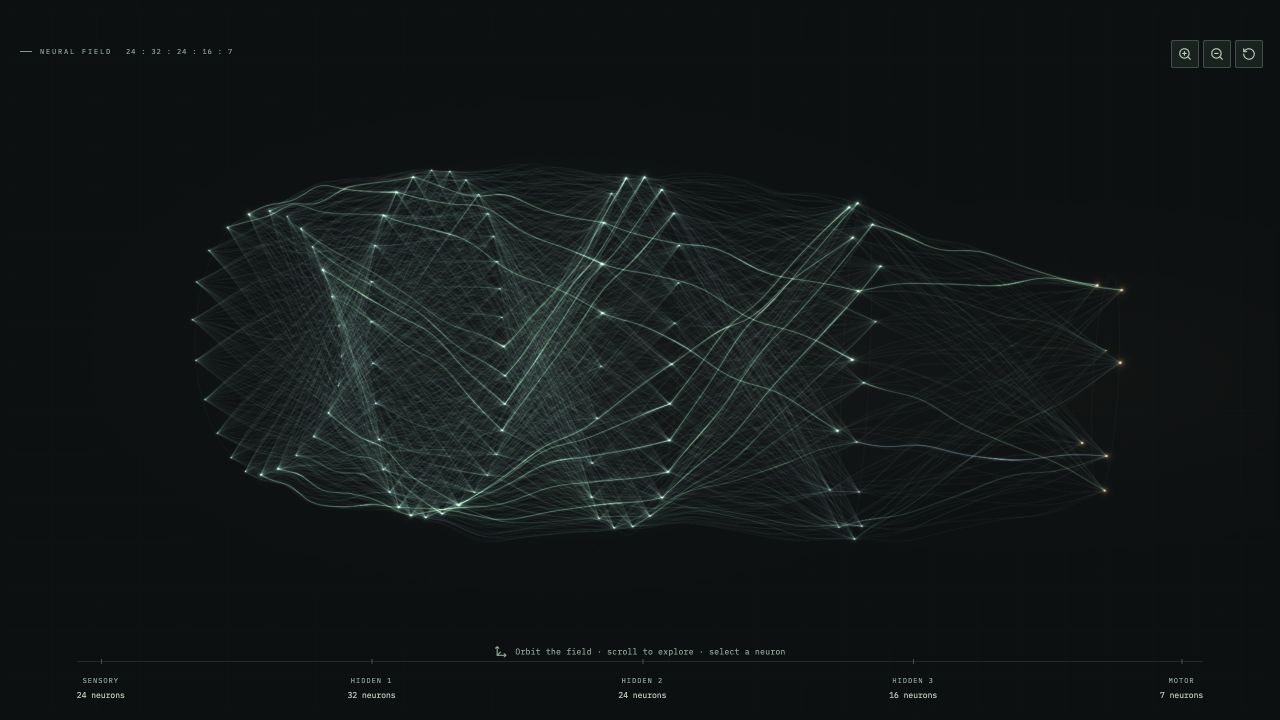 NEURAL FIELD 24 : 32 : 24 : 16 : 7
Orbit the field · scroll to explore · select a neuron
SENSORY
24 neurons
HIDDEN 1
32 neurons
HIDDEN 2
24 neurons
HIDDEN 3
16 neurons
MOTOR
7 neurons